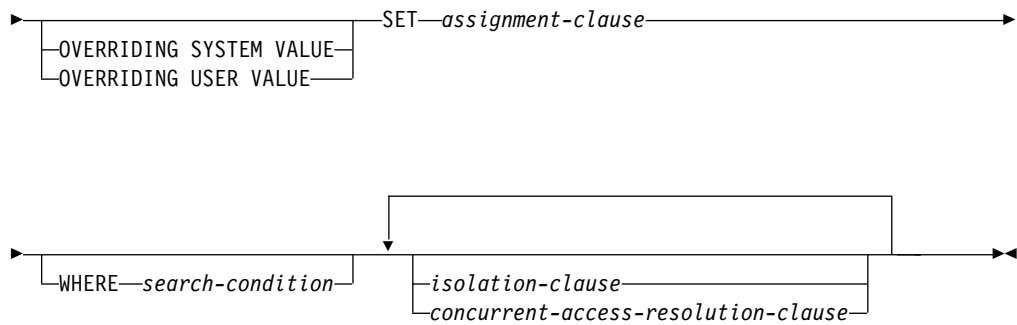 SET assignment-clause
OVERRIDING SYSTEM VALUE
OVERRIDING USER VALUE
WHERE search-condition
isolation-clause
concurrent-access-resolution-clause